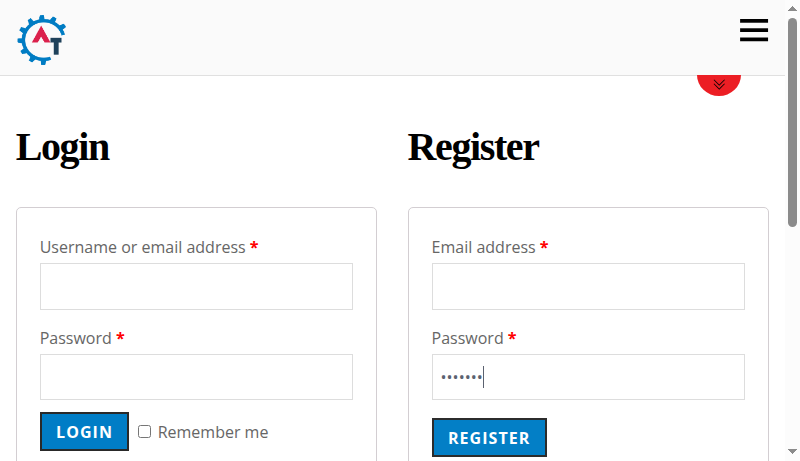 AT
Login
Username or email address *
Password *
LOGIN
Remember me
Register
Email address *
Password *
•••••••
REGISTER